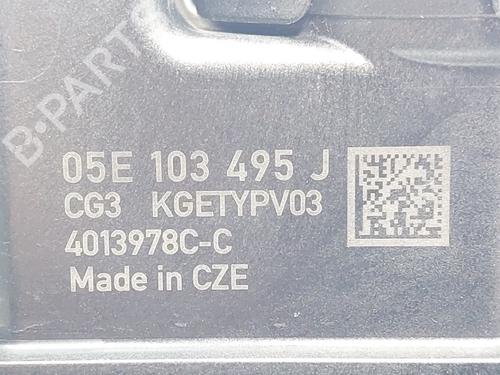 B-PARTS
05E 103 495 J
CG3 KGETYPV03
4013978C-C
Made in CZE